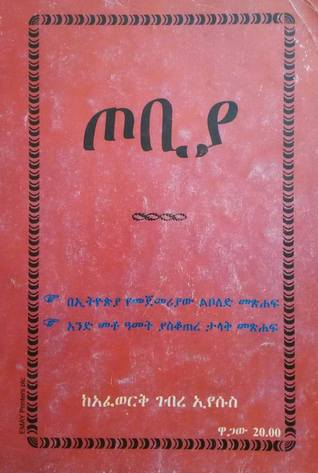 ጦቢያ
በኢትዮጵያ የመጀመሪያው ልቦለድ መጽሐፍ
አንድ መቶ ዓመት ያስቆጠረ ታላቅ መጽሐፍ
ከአፈወርቅ ገብረ ኢየሱስ
ዋጋው 20.00
EMAY Printers plc